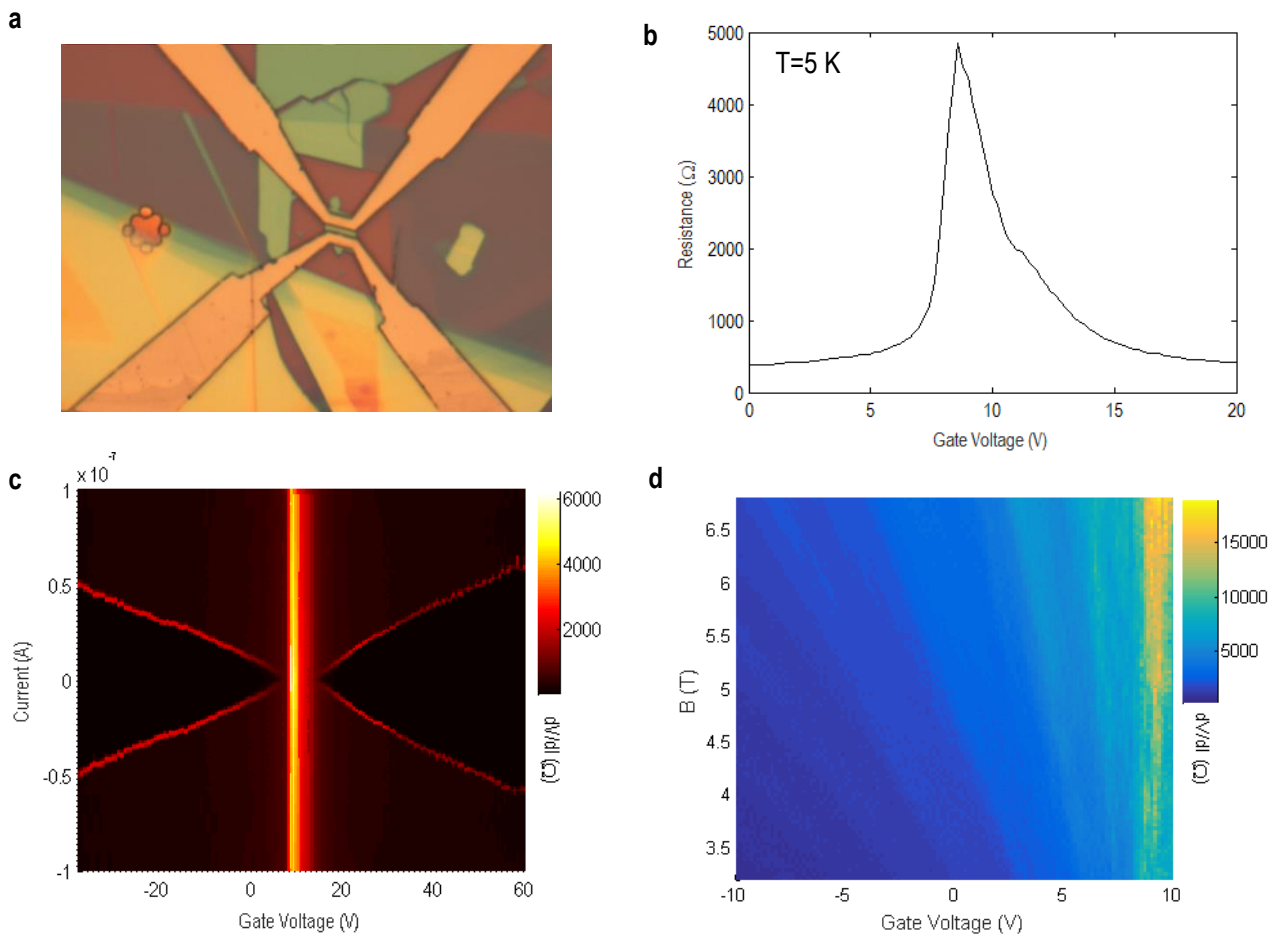 a
b
T=5 K
5000
4000
3000
2000
1000
0
Resistance (Ω)
0 5 10 15 20
Gate Voltage (V)
c
x 10⁻⁷
1
0.5
0
-0.5
-1
Current (A)
-20 0 20 40 60
Gate Voltage (V)
6000
4000
2000
dV/dI (Ω)
d
6.5
6
5.5
5
4.5
4
3.5
B (T)
-10 -5 0 5 10
Gate Voltage (V)
15000
10000
5000
dV/dI (Ω)